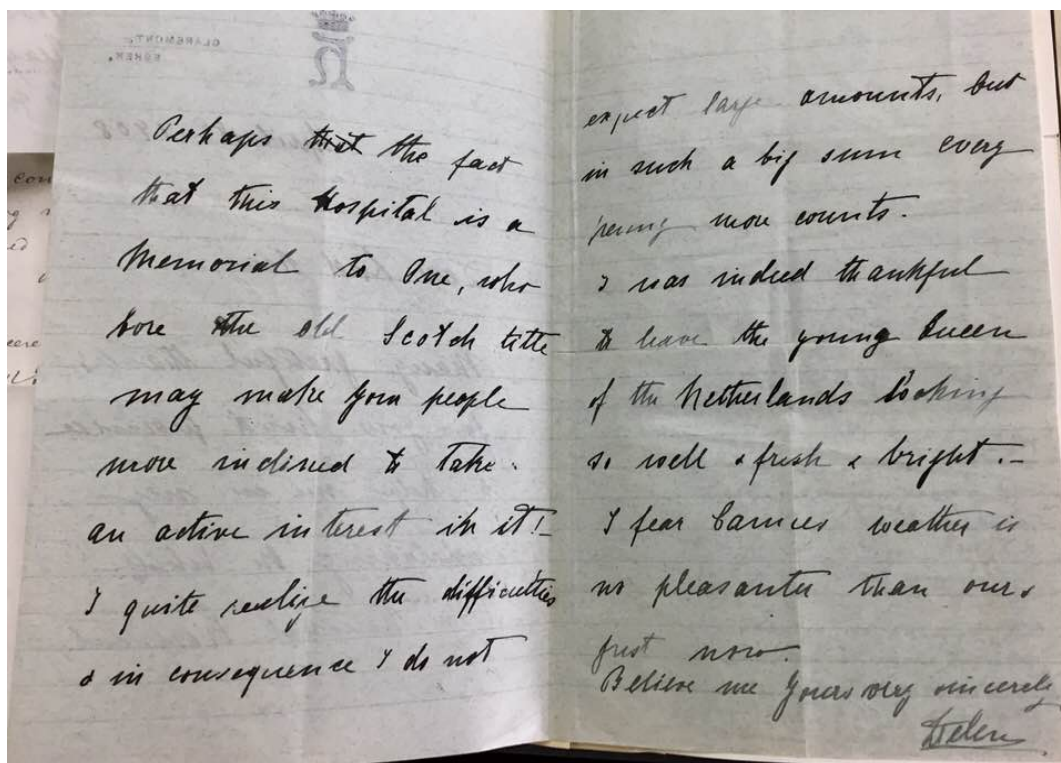 CLAREMONT.
ESHER.
Perhaps that the fact
that this Hospital is a
Memorial to One, who
bore the old Scotch title
may make your people
more inclined to take
an active interest in it!
I quite realize the difficulties
& in consequence I do not
expect large amounts, but
in such a big sum every
penny more counts.
I was indeed thankful
to have the young Queen
of the Netherlands looking
so well & fresh & bright.—
I fear Cannes weather is
no pleasanter than ours
just now.
Believe me Yours very sincerely
Helen